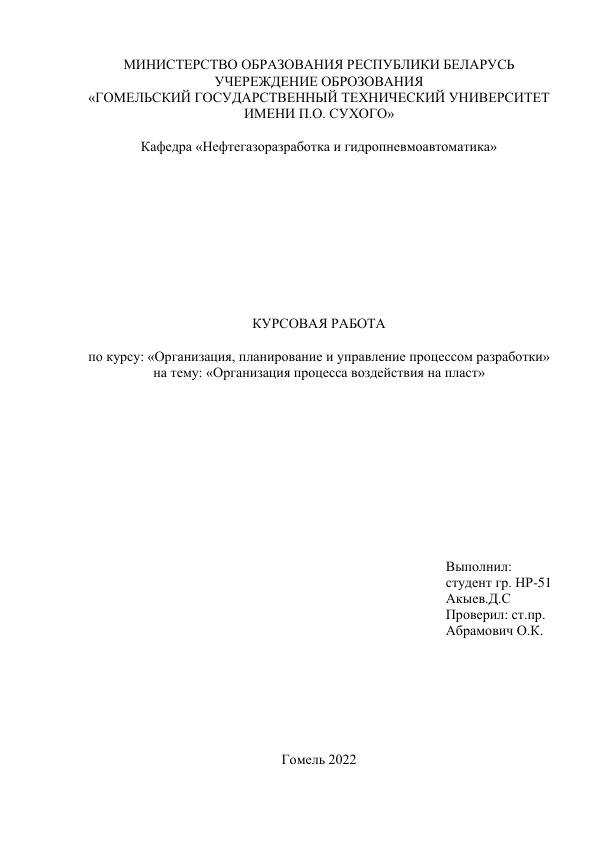 МИНИСТЕРСТВО ОБРАЗОВАНИЯ РЕСПУБЛИКИ БЕЛАРУСЬ
УЧЕРЕЖДЕНИЕ ОБРОЗОВАНИЯ
«ГОМЕЛЬСКИЙ ГОСУДАРСТВЕННЫЙ ТЕХНИЧЕСКИЙ УНИВЕРСИТЕТ
ИМЕНИ П.О. СУХОГО»
Кафедра «Нефтегазоразработка и гидропневмоавтоматика»
КУРСОВАЯ РАБОТА
по курсу: «Организация, планирование и управление процессом разработки»
на тему: «Организация процесса воздействия на пласт»
Выполнил:
студент гр. НР-51
Акыев.Д.С
Проверил: ст.пр.
Абрамович О.К.
Гомель 2022